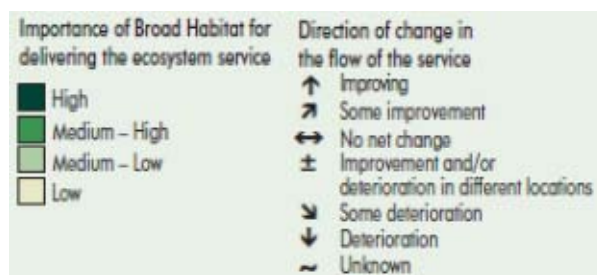 Importance of Broad Habitat for
delivering the ecosystem service
High
Medium – High
Medium – Low
Low
Direction of change in
the flow of the service
↑ Improving
↗ Some improvement
↔ No net change
± Improvement and/or
deterioration in different locations
↘ Some deterioration
↓ Deterioration
~ Unknown